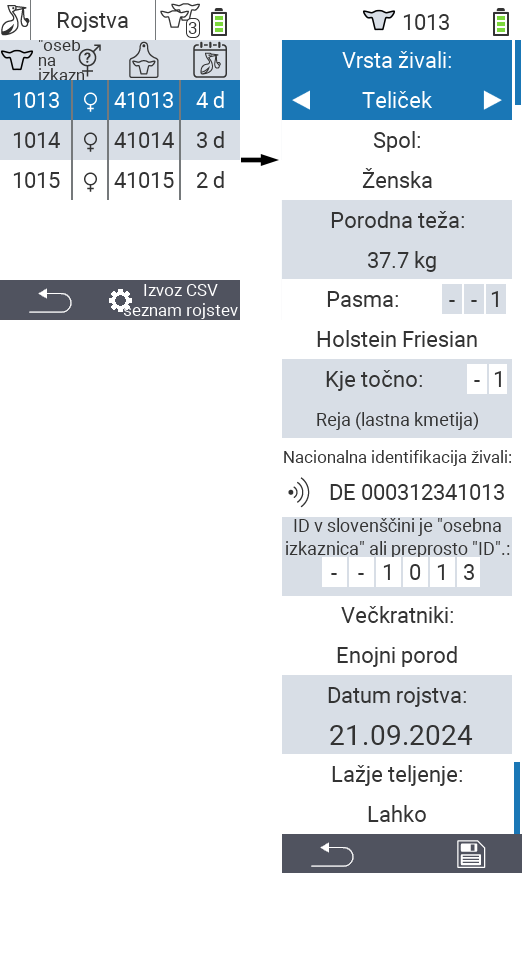 Rojstva
3
"oseb
na
izkazn
1013 41013 4 d
1014 41014 3 d
1015 41015 2 d
Izvoz CSV
seznam rojstev
1013
Vrsta živali:
Teliček
Spol:
Ženska
Porodna teža:
37.7 kg
Pasma: - - 1
Holstein Friesian
Kje točno: - 1
Reja (lastna kmetija)
Nacionalna identifikacija živali:
DE 000312341013
ID v slovenščini je "osebna
izkaznica" ali preprosto "ID".:
- - 1 0 1 3
Večkratniki:
Enojni porod
Datum rojstva:
21.09.2024
Lažje teljenje:
Lahko